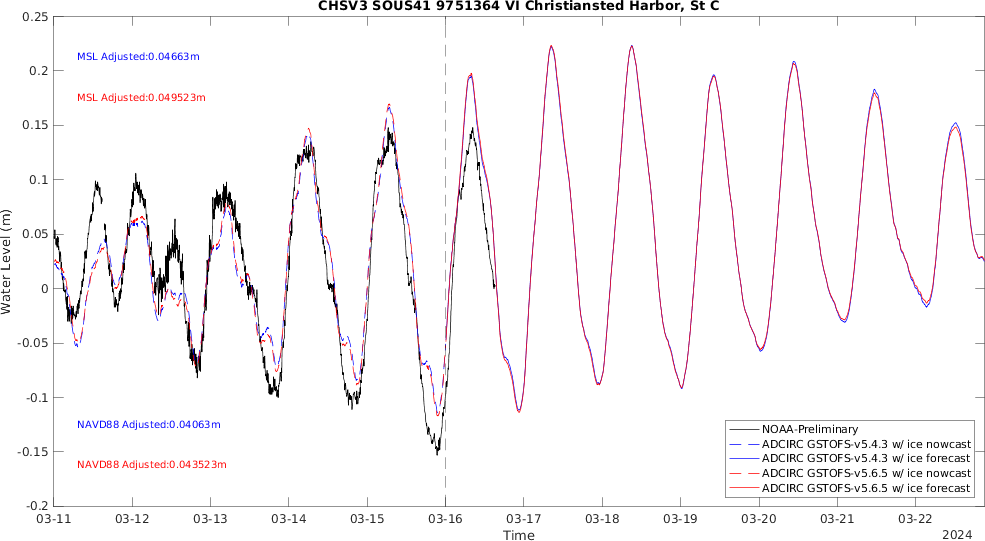 CHSV3 SOUS41 9751364 VI Christiansted Harbor, St C
0.25
0.2
0.15
0.1
0.05
0
-0.05
-0.1
-0.15
-0.2
Water Level (m)
MSL Adjusted:0.04663m
MSL Adjusted:0.049523m
NAVD88 Adjusted:0.04063m
NAVD88 Adjusted:0.043523m
NOAA-Preliminary
ADCIRC GSTOFS-v5.4.3 w/ ice nowcast
ADCIRC GSTOFS-v5.4.3 w/ ice forecast
ADCIRC GSTOFS-v5.6.5 w/ ice nowcast
ADCIRC GSTOFS-v5.6.5 w/ ice forecast
03-11 03-12 03-13 03-14 03-15 03-16 03-17 03-18 03-19 03-20 03-21 03-22
Time
2024